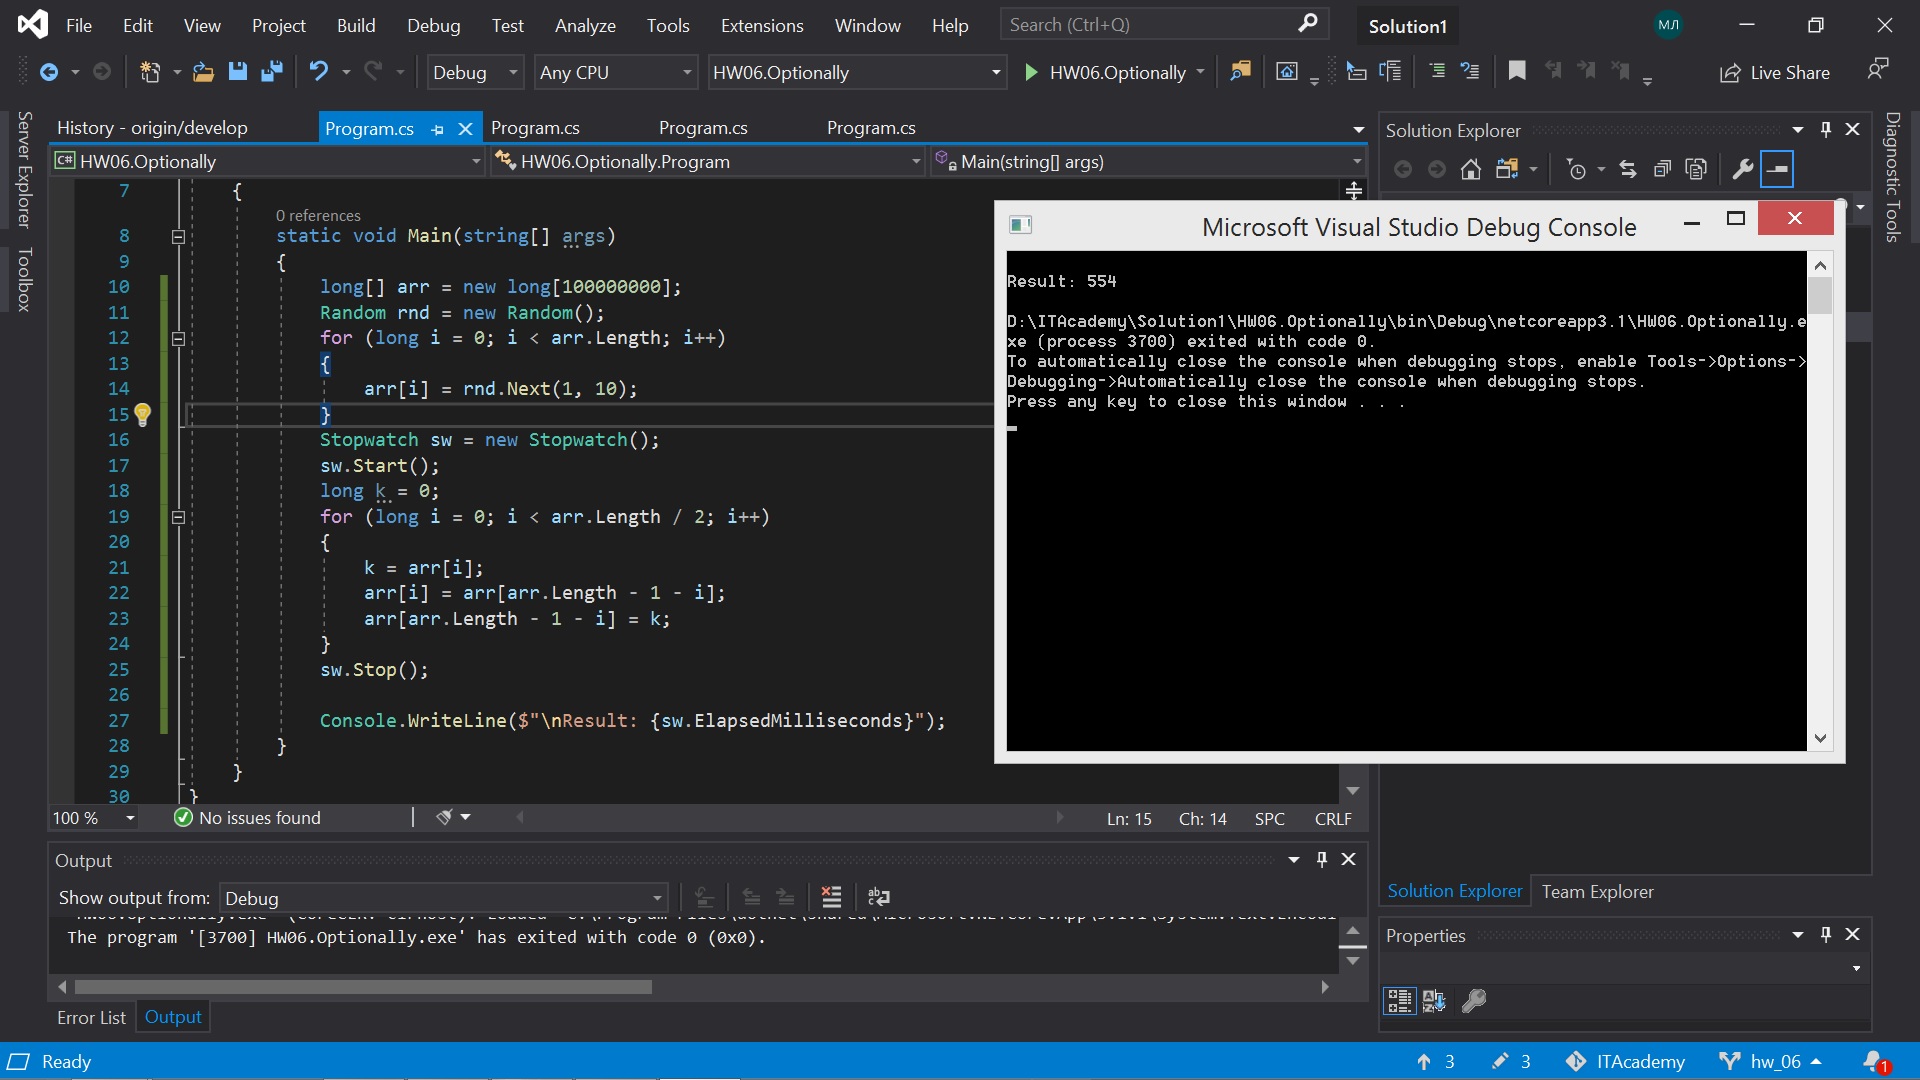 File Edit View Project Build Debug Test Analyze Tools Extensions Window Help Search (Ctrl+Q) Solution1 МЛ
Debug Any CPU HW06.Optionally HW06.Optionally Live Share
Server Explorer
Toolbox
History - origin/develop Program.cs Program.cs Program.cs Program.cs
C# HW06.Optionally HW06.Optionally.Program Main(string[] args)
7 {
0 references
8 static void Main(string[] args)
9 {
10 long[] arr = new long[100000000];
11 Random rnd = new Random();
12 for (long i = 0; i < arr.Length; i++)
13 {
14 arr[i] = rnd.Next(1, 10);
15 }
16 Stopwatch sw = new Stopwatch();
17 sw.Start();
18 long k = 0;
19 for (long i = 0; i < arr.Length / 2; i++)
20 {
21 k = arr[i];
22 arr[i] = arr[arr.Length - 1 - i];
23 arr[arr.Length - 1 - i] = k;
24 }
25 sw.Stop();
26
27 Console.WriteLine($"\nResult: {sw.ElapsedMilliseconds}");
28 }
29 }
30 }
100 % No issues found Ln: 15 Ch: 14 SPC CRLF
Microsoft Visual Studio Debug Console
Result: 554
D:\ITAcademy\Solution1\HW06.Optionally\bin\Debug\netcoreapp3.1\HW06.Optionally.e
xe (process 3700) exited with code 0.
To automatically close the console when debugging stops, enable Tools->Options->
Debugging->Automatically close the console when debugging stops.
Press any key to close this window . . .
Output
Show output from: Debug
The program '[3700] HW06.Optionally.exe' has exited with code 0 (0x0).
Error List Output
Solution Explorer
Diagnostic Tools
Solution Explorer Team Explorer
Properties
Ready 3 3 ITAcademy hw_06 1